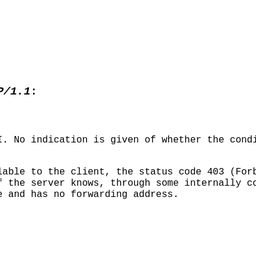 P/1.1:
. No indication is given of whether the condi
lable to the client, the status code 403 (Forb
f the server knows, through some internally co
e and has no forwarding address.